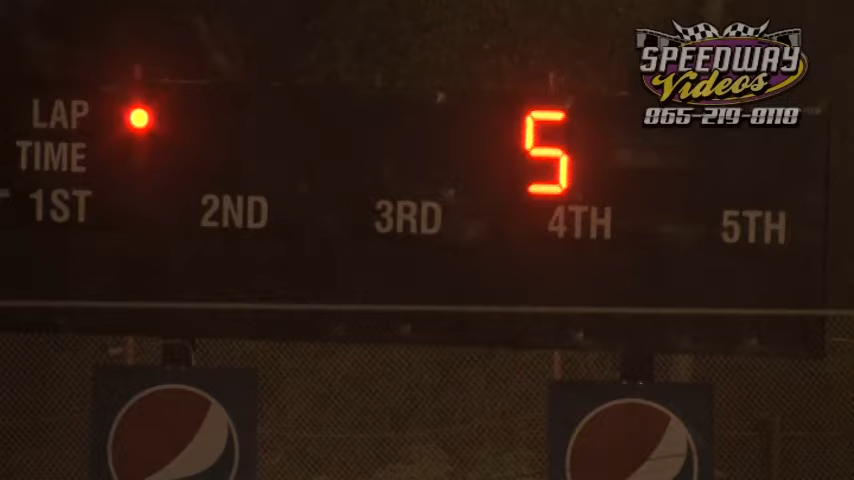 SPEEDWAY
Videos
865-219-8118
LAP
TIME
5
1ST 2ND 3RD 4TH 5TH